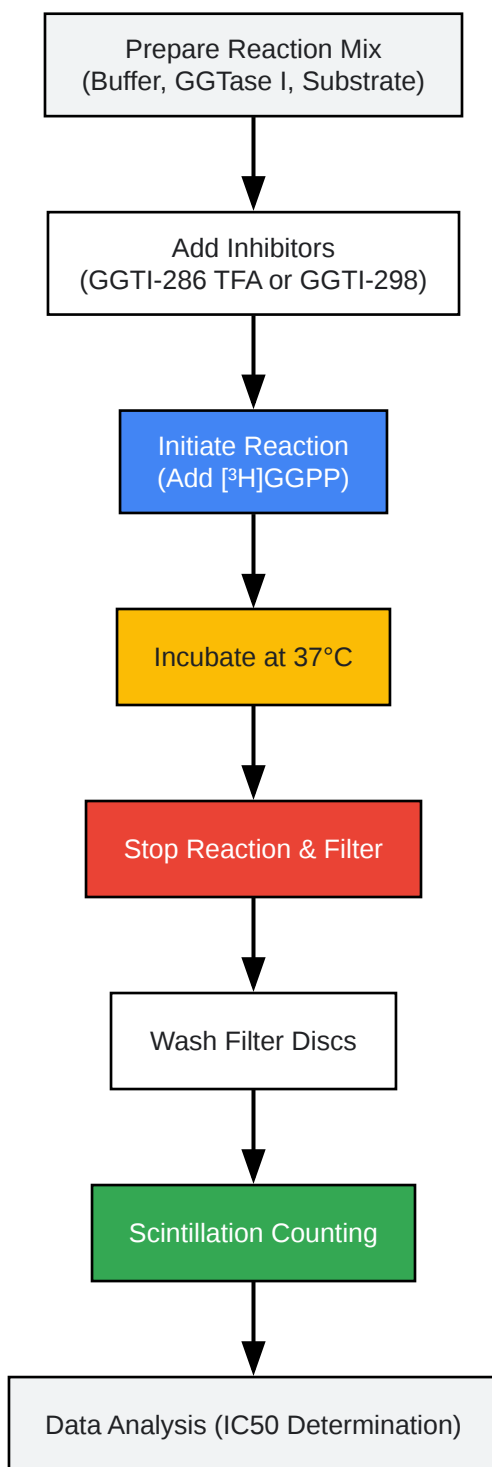 Prepare Reaction Mix
(Buffer, GGTase I, Substrate)
Add Inhibitors
(GGTI-286 TFA or GGTI-298)
Initiate Reaction
(Add [³H]GGPP)
Incubate at 37°C
Stop Reaction & Filter
Wash Filter Discs
Scintillation Counting
Data Analysis (IC50 Determination)